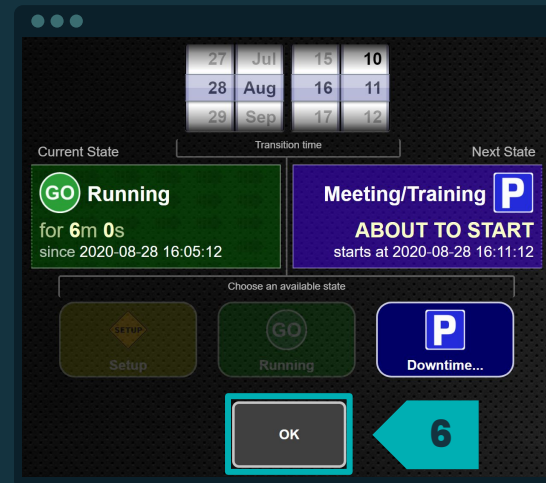 27 Jul 15 10
28 Aug 16 11
29 Sep 17 12
Transition time
Current State
Next State
GO Running
for 6m 0s
since 2020-08-28 16:05:12
Meeting/Training P
ABOUT TO START
starts at 2020-08-28 16:11:12
Choose an available state
SETUP
Setup
GO
Running
P
Downtime...
OK
6